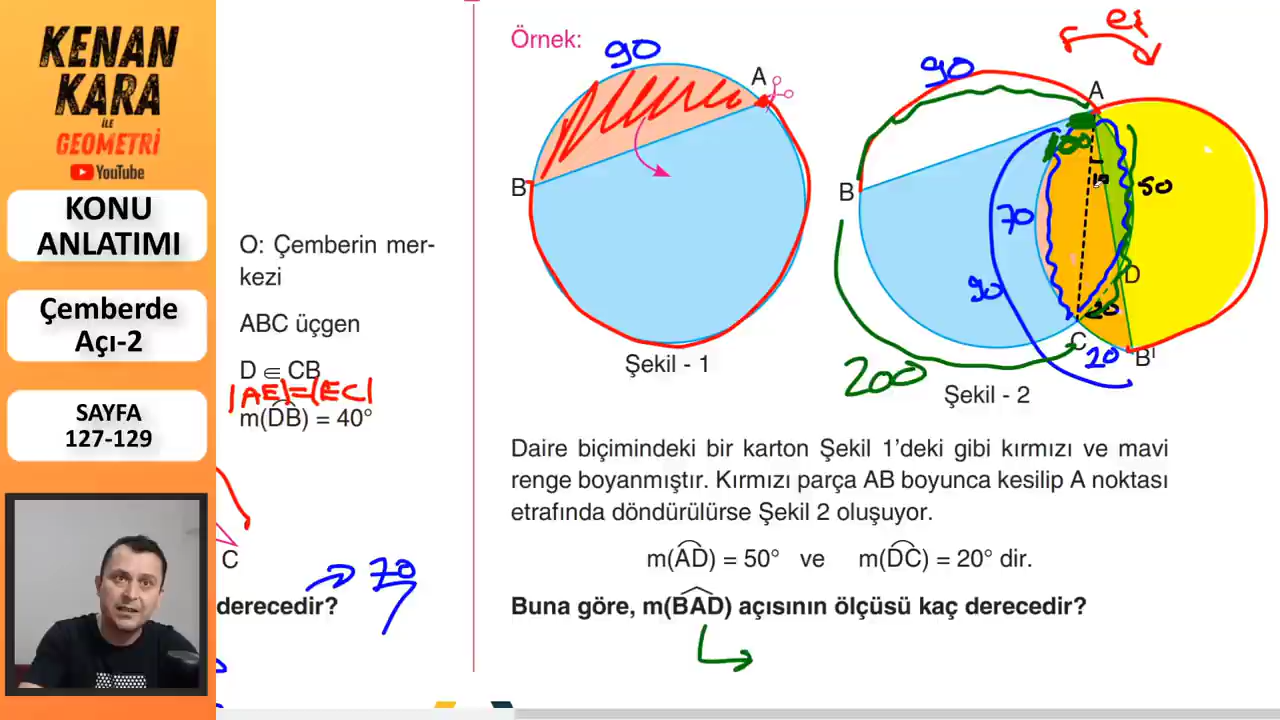 KENAN
KARA
İLE
GEOMETRİ
YouTube
KONU
ANLATIMI
Çemberde
Açı-2
SAYFA
127-129
O: Çemberin mer-
kezi
ABC üçgen
D ∈ CB
|AE|=|EC|
m(DB) = 40°
C
derecedir?
70
Örnek:
90
A
B
Şekil - 1
eş
90
A
100
50
B
70
D
90
20
C
20
B'
200
Şekil - 2
Daire biçimindeki bir karton Şekil 1'deki gibi kırmızı ve mavi
renge boyanmıştır. Kırmızı parça AB boyunca kesilip A noktası
etrafında döndürülürse Şekil 2 oluşuyor.
m(AD) = 50° ve m(DC) = 20° dir.
Buna göre, m(BAD) açısının ölçüsü kaç derecedir?